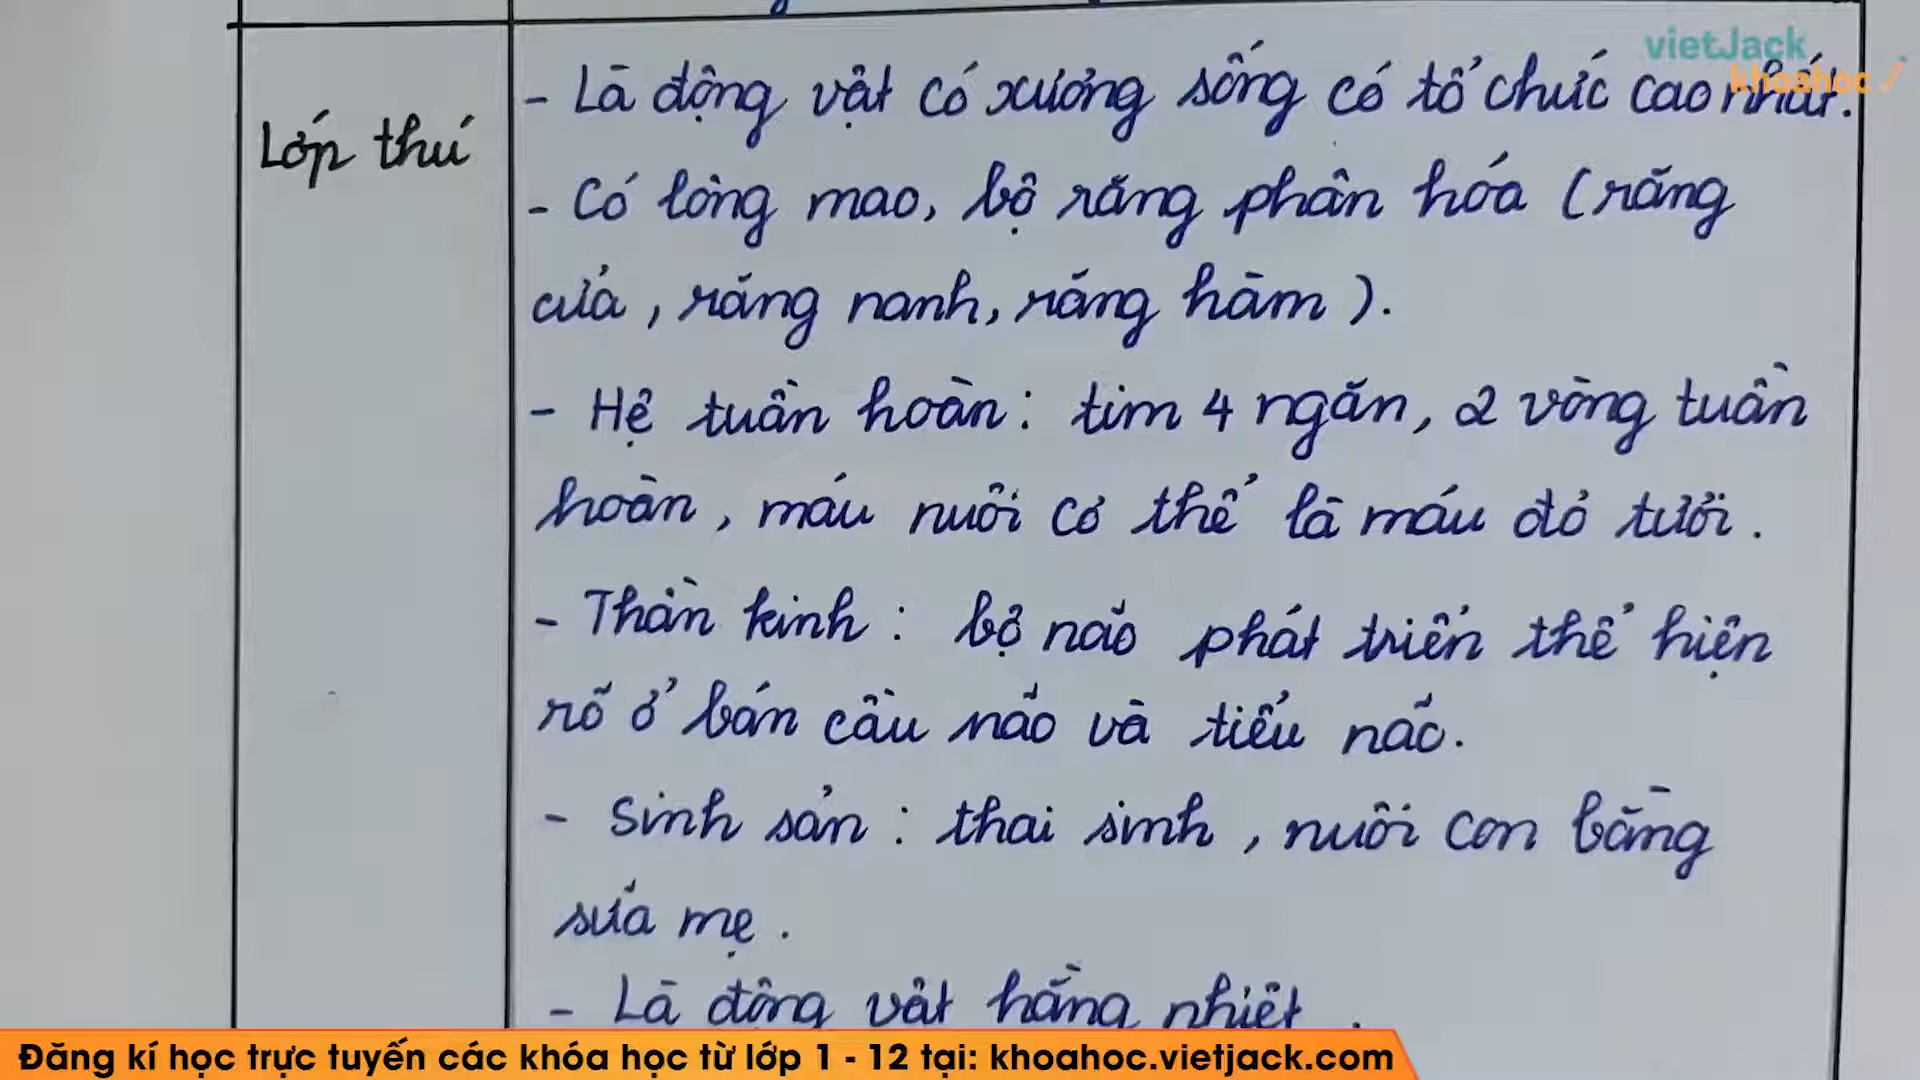 vietJack
khoahoc
Lớp thú
- Là động vật có xương sống có tổ chức cao nhất.
- Có lông mao, bộ răng phân hóa (răng
cửa, răng nanh, răng hàm).
- Hệ tuần hoàn: tim 4 ngăn, 2 vòng tuần
hoàn, máu nuôi cơ thể là máu đỏ tươi.
- Thần kinh: bộ não phát triển thể hiện
rõ ở bán cầu não và tiểu não.
- Sinh sản: thai sinh, nuôi con bằng
sữa mẹ.
- Là động vật hằng nhiệt.
Đăng kí học trực tuyến các khóa học từ lớp 1 - 12 tại: khoahoc.vietjack.com